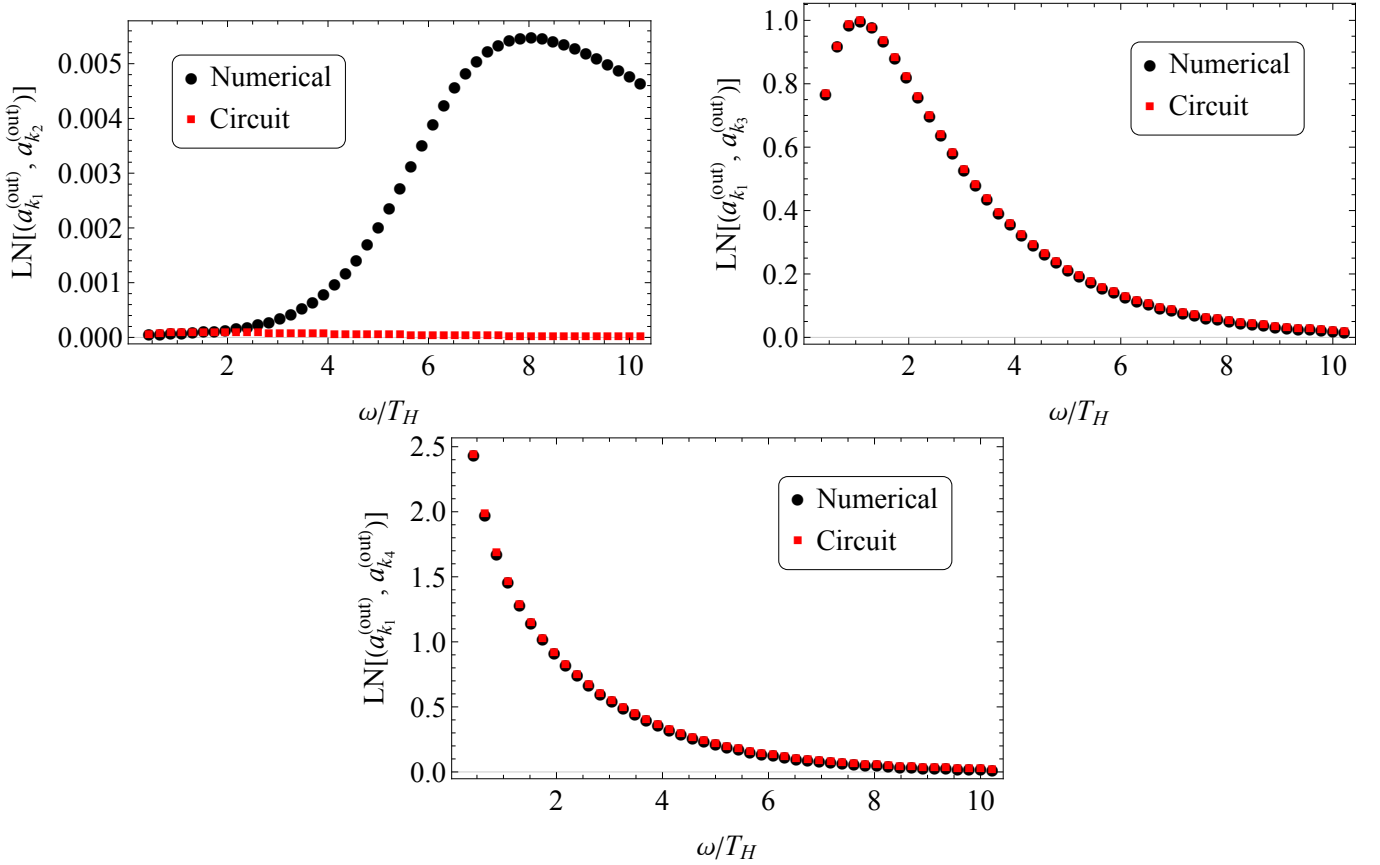 LN[(a_{k_1}^{(out)}, a_{k_2}^{(out)})]
0.005
0.004
0.003
0.002
0.001
0.000
Numerical
Circuit
2 4 6 8 10
ω/T_H
LN[(a_{k_1}^{(out)}, a_{k_3}^{(out)})]
1.0
0.8
0.6
0.4
0.2
0.0
Numerical
Circuit
2 4 6 8 10
ω/T_H
LN[(a_{k_1}^{(out)}, a_{k_4}^{(out)})]
2.5
2.0
1.5
1.0
0.5
0.0
Numerical
Circuit
2 4 6 8 10
ω/T_H